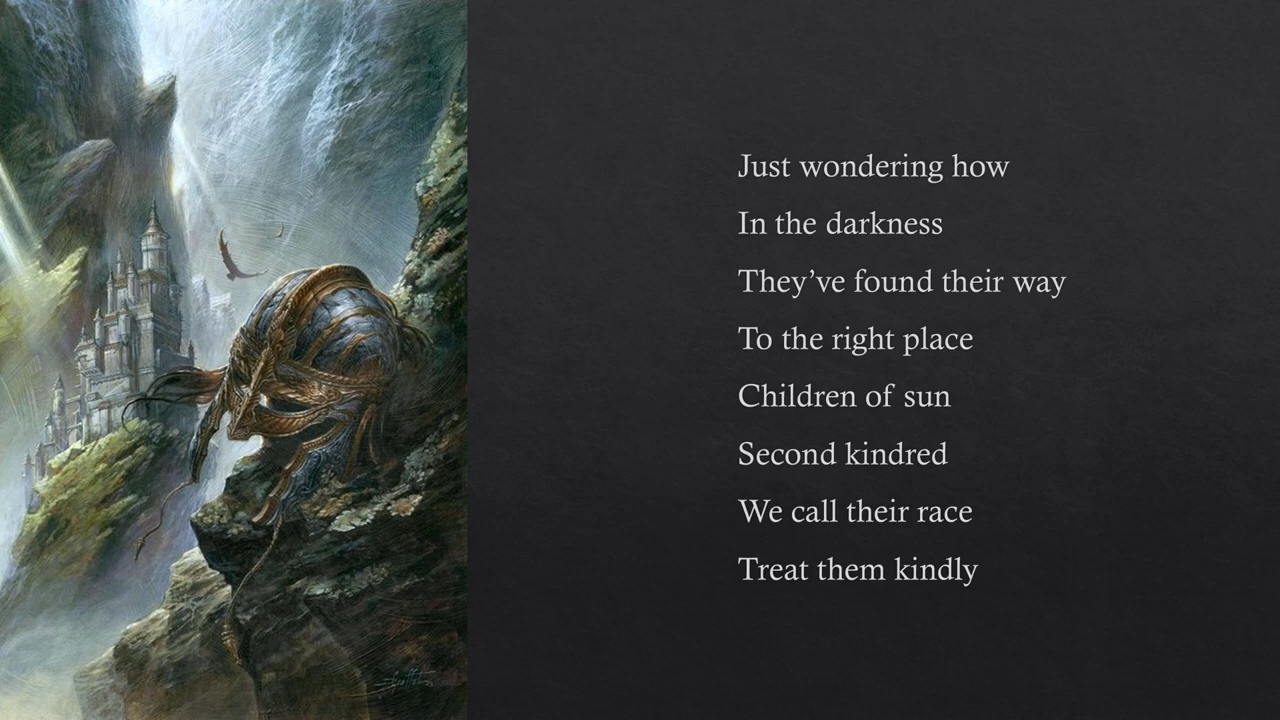 Just wondering how
In the darkness
They’ve found their way
To the right place
Children of sun
Second kindred
We call their race
Treat them kindly